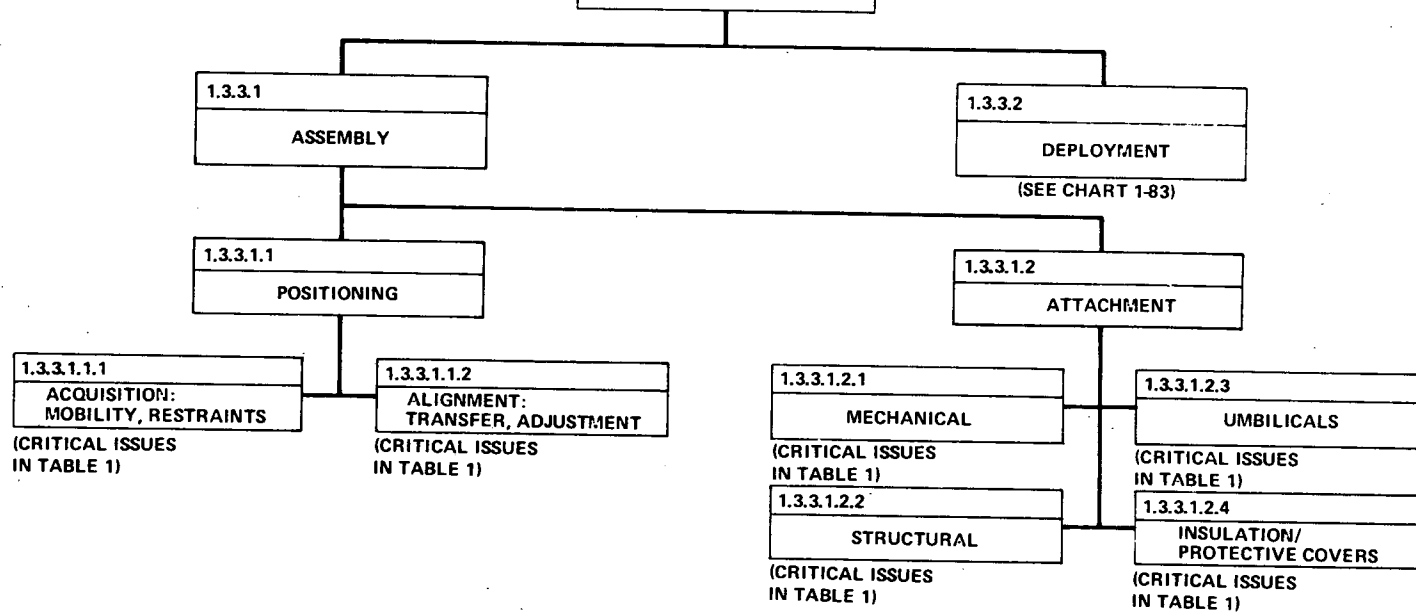 1.3.3.1
ASSEMBLY
1.3.3.2
DEPLOYMENT
(SEE CHART 1-83)
1.3.3.1.1
POSITIONING
1.3.3.1.2
ATTACHMENT
1.3.3.1.1.1
ACQUISITION:
MOBILITY, RESTRAINTS
(CRITICAL ISSUES
IN TABLE 1)
1.3.3.1.1.2
ALIGNMENT:
TRANSFER, ADJUSTMENT
(CRITICAL ISSUES
IN TABLE 1)
1.3.3.1.2.1
MECHANICAL
(CRITICAL ISSUES
IN TABLE 1)
1.3.3.1.2.3
UMBILICALS
(CRITICAL ISSUES
IN TABLE 1)
1.3.3.1.2.2
STRUCTURAL
(CRITICAL ISSUES
IN TABLE 1)
1.3.3.1.2.4
INSULATION/
PROTECTIVE COVERS
(CRITICAL ISSUES
IN TABLE 1)